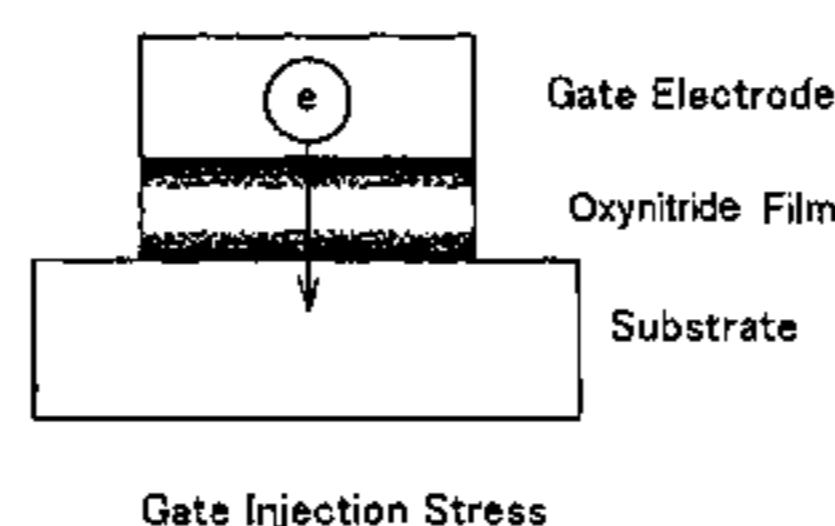 e
Gate Electrode
Oxynitride Film
Substrate
Gate Injection Stress